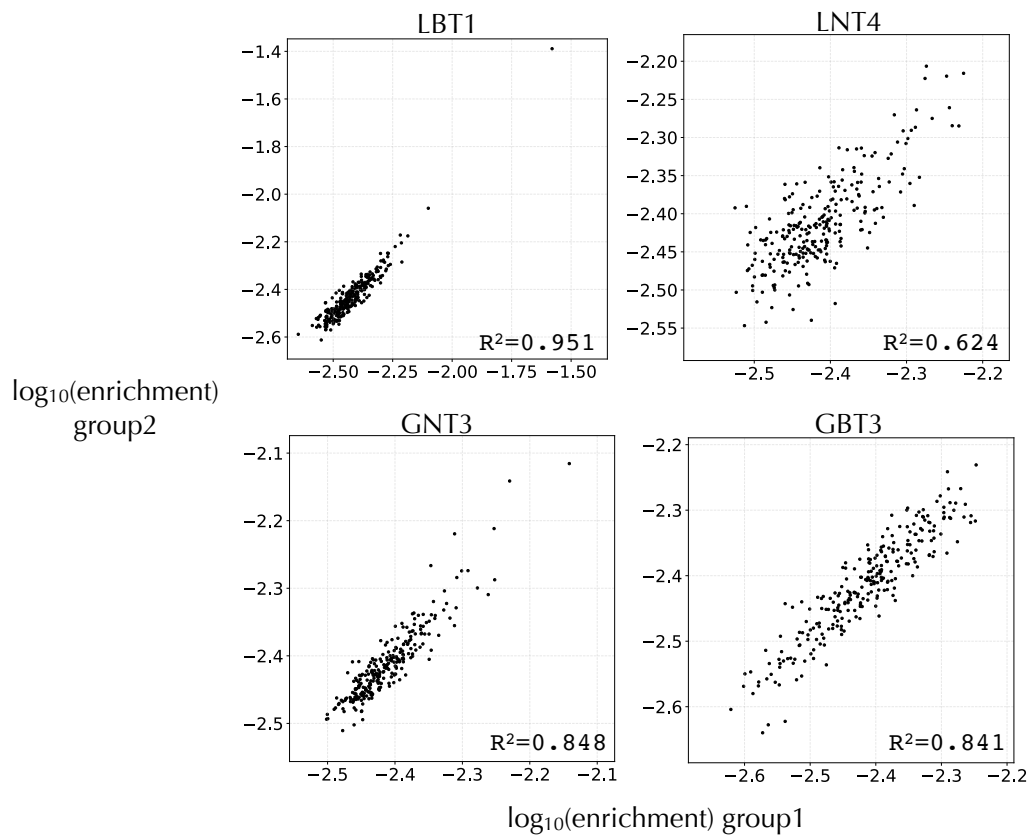 LBT1
−1.4
−1.6
−1.8
−2.0
−2.2
−2.4
−2.6
R²=0.951
−2.50 −2.25 −2.00 −1.75 −1.50
LNT4
−2.20
−2.25
−2.30
−2.35
−2.40
−2.45
−2.50
−2.55
R²=0.624
−2.5 −2.4 −2.3 −2.2
log₁₀(enrichment)
group2
GNT3
−2.1
−2.2
−2.3
−2.4
−2.5
R²=0.848
−2.5 −2.4 −2.3 −2.2 −2.1
GBT3
−2.2
−2.3
−2.4
−2.5
−2.6
R²=0.841
−2.6 −2.5 −2.4 −2.3 −2.2
log₁₀(enrichment) group1